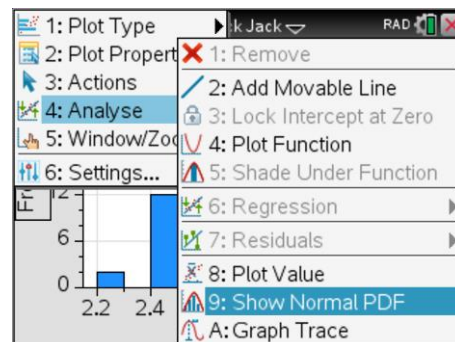 1: Plot Type
2: Plot Propert
3: Actions
4: Analyse
5: Window/Zoo
6: Settings...
k Jack
RAD
1: Remove
2: Add Movable Line
3: Lock Intercept at Zero
4: Plot Function
5: Shade Under Function
6: Regression
7: Residuals
8: Plot Value
9: Show Normal PDF
A: Graph Trace
12
6
0
2.2 2.4